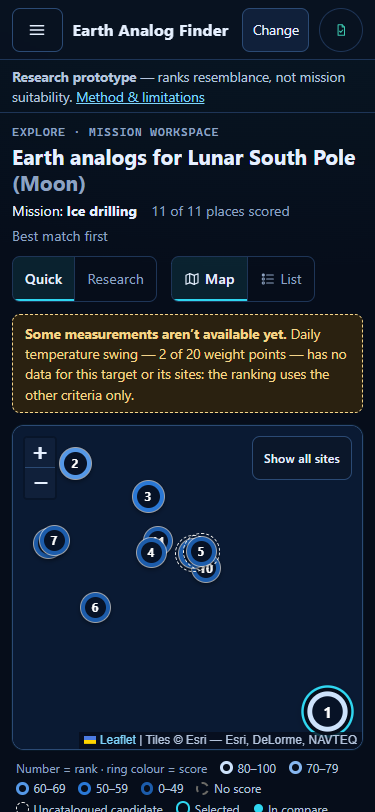 Earth Analog Finder
Change
Research prototype — ranks resemblance, not mission
suitability. Method & limitations
EXPLORE · MISSION WORKSPACE
Earth analogs for Lunar South Pole
(Moon)
Mission: Ice drilling 11 of 11 places scored
Best match first
Quick Research Map List
Some measurements aren't available yet. Daily
temperature swing — 2 of 20 weight points — has no
data for this target or its sites: the ranking uses the
other criteria only.
+
−
Show all sites
2
3
7
4
5
10
6
1
Leaflet | Tiles © Esri — Esri, DeLorme, NAVTEQ
Number = rank · ring colour = score 80–100 70–79
60–69 50–59 0–49 No score
Uncatalogued candidate Selected In compare